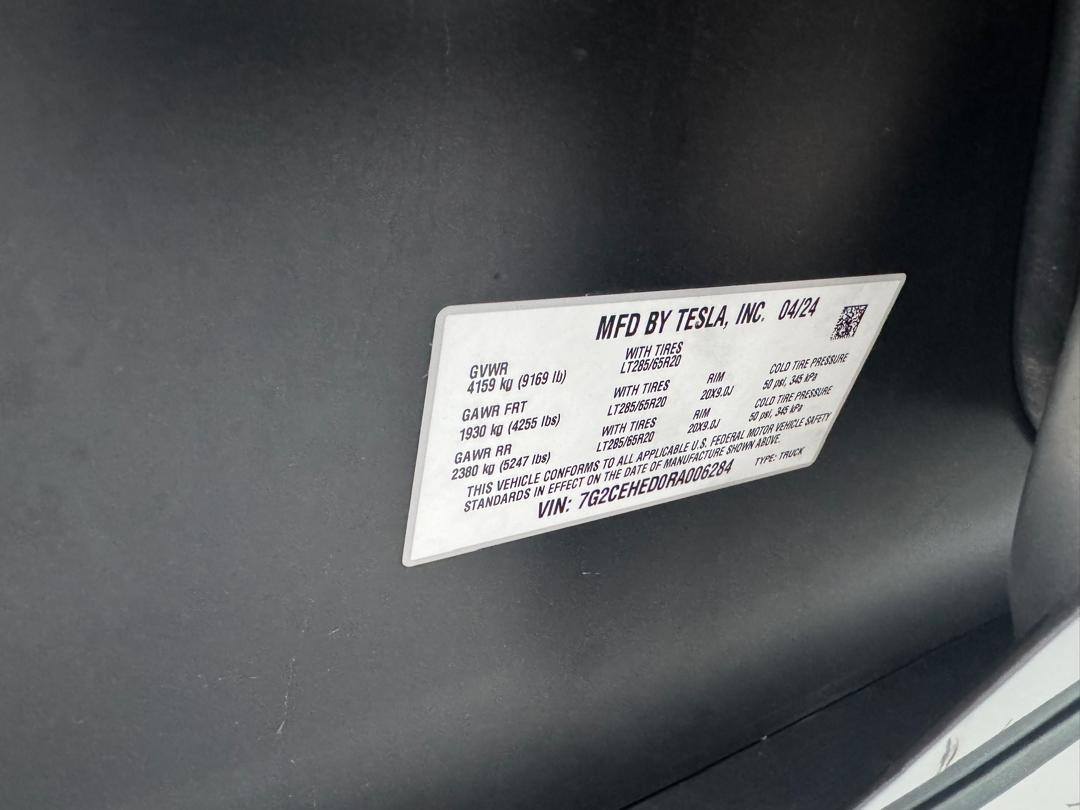 MFD BY TESLA, INC. 04/24
GVWR
4159 kg (9169 lb)
WITH TIRES
LT285/65R20
GAWR FRT
1930 kg (4255 lbs)
WITH TIRES
LT285/65R20
RIM
20X9.0J
COLD TIRE PRESSURE
50 psi, 345 kPa
GAWR RR
2380 kg (5247 lbs)
WITH TIRES
LT285/65R20
RIM
20X9.0J
COLD TIRE PRESSURE
50 psi, 345 kPa
THIS VEHICLE CONFORMS TO ALL APPLICABLE U.S. FEDERAL MOTOR VEHICLE SAFETY
STANDARDS IN EFFECT ON THE DATE OF MANUFACTURE SHOWN ABOVE.
VIN: 7G2CEHED0RA006284
TYPE: TRUCK